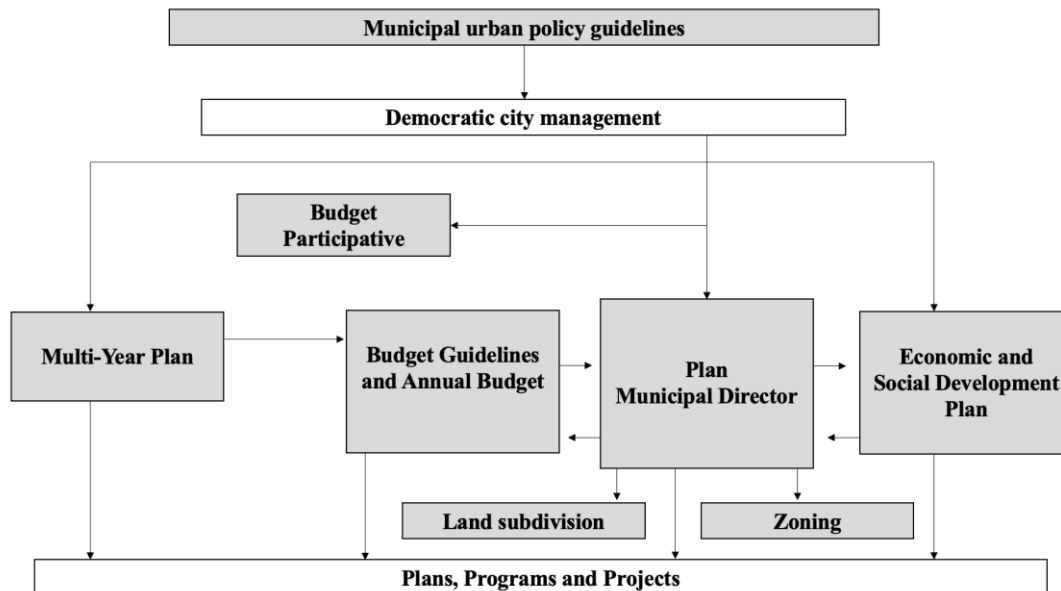 Municipal urban policy guidelines
Democratic city management
Budget
Participative
Multi-Year Plan
Budget Guidelines
and Annual Budget
Plan
Municipal Director
Economic and
Social Development
Plan
Land subdivision
Zoning
Plans, Programs and Projects